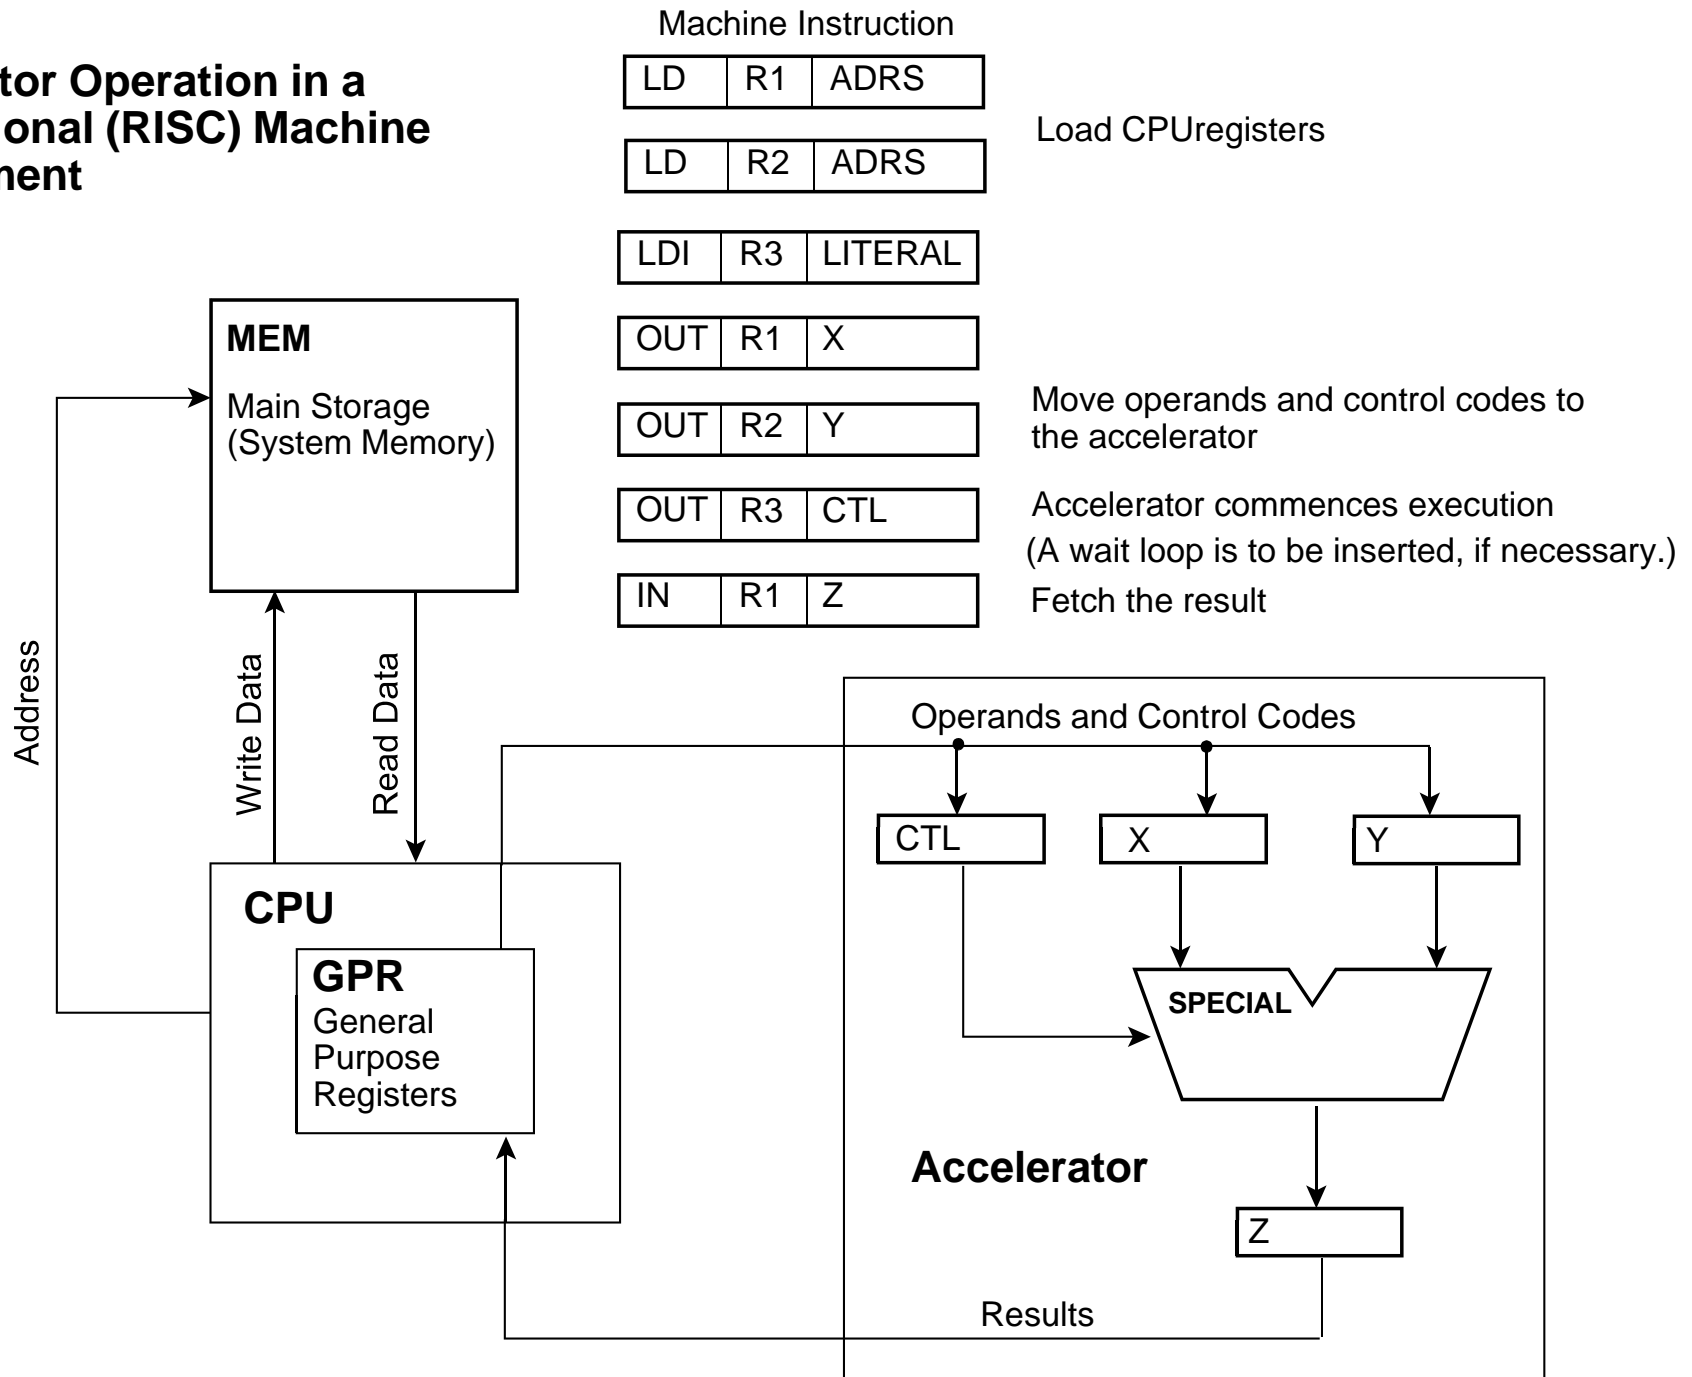 Machine Instruction
tor Operation in a
ional (RISC) Machine
ment
LD R1 ADRS
Load CPUregisters
LD R2 ADRS
LDI R3 LITERAL
OUT R1 X
OUT R2 Y
Move operands and control codes to
the accelerator
OUT R3 CTL
Accelerator commences execution
(A wait loop is to be inserted, if necessary.)
IN R1 Z
Fetch the result
MEM
Main Storage
(System Memory)
Address
Write Data
Read Data
Operands and Control Codes
CTL
X
Y
CPU
GPR
General
Purpose
Registers
SPECIAL
Accelerator
Z
Results